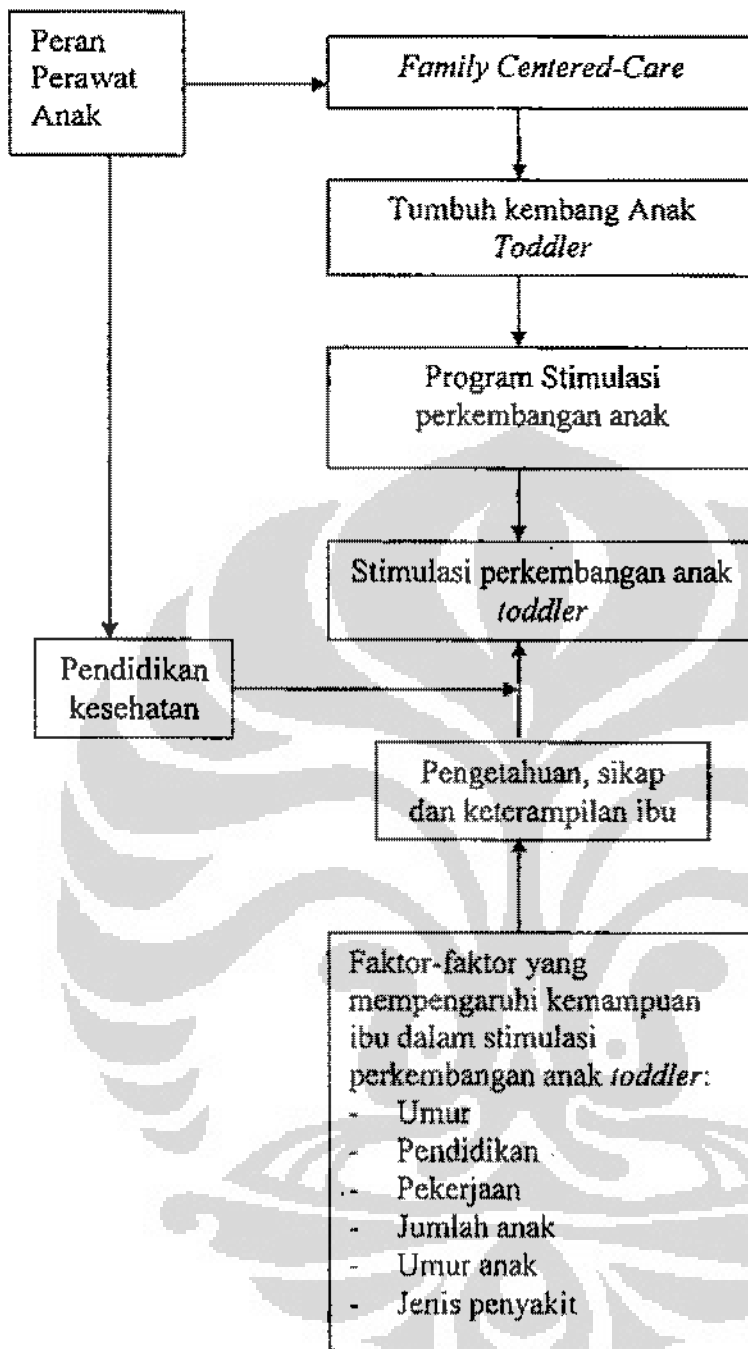 Peran
Perawat
Anak
Family Centered-Care
Tumbuh kembang Anak
Toddler
Program Stimulasi
perkembangan anak
Stimulasi perkembangan anak
toddler
Pendidikan
kesehatan
Pengetahuan, sikap
dan keterampilan ibu
Faktor-faktor yang
mempengaruhi kemampuan
ibu dalam stimulasi
perkembangan anak toddler:
- Umur
- Pendidikan
- Pekerjaan
- Jumlah anak
- Umur anak
- Jenis penyakit